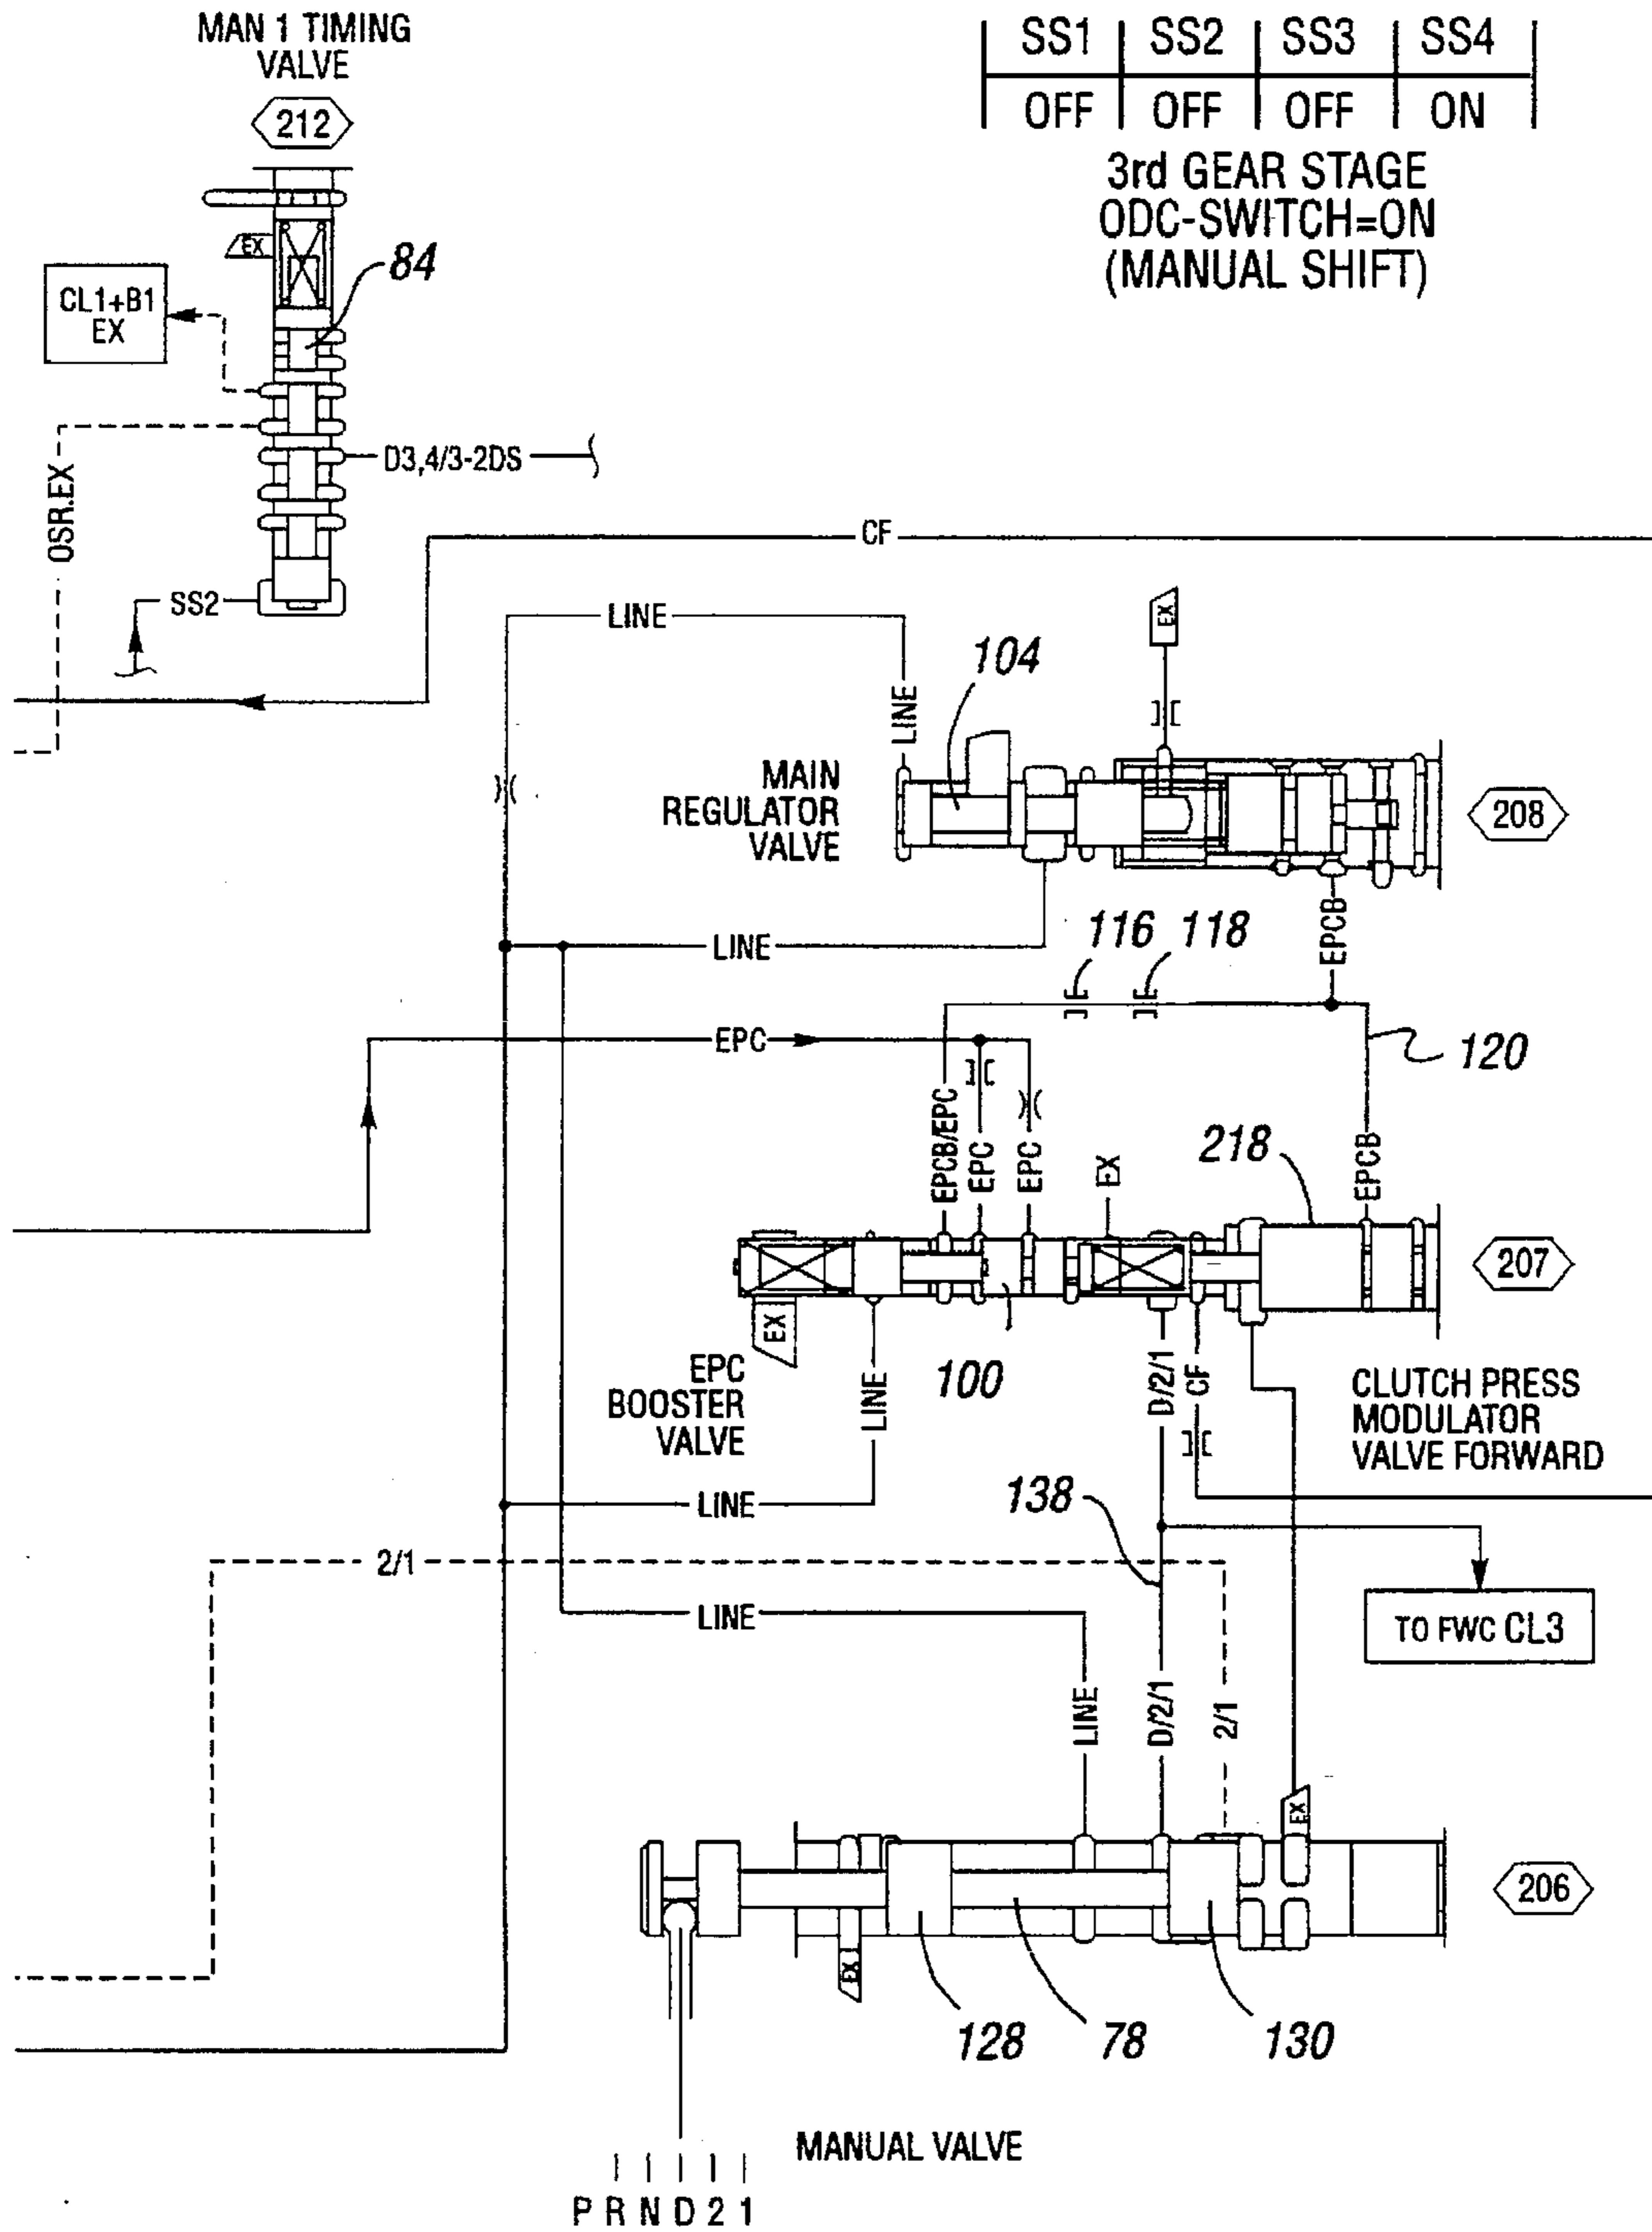 MAN 1 TIMING
VALVE
212
SS1 SS2 SS3 SS4
OFF OFF OFF ON
3rd GEAR STAGE
ODC-SWITCH=ON
(MANUAL SHIFT)
EX
84
CL1+B1
EX
D3,4/3-2DS
OSR.EX
CF
SS2
LINE
EX
104
LINE
MAIN
REGULATOR
VALVE
208
EPCB
116 118
LINE
EPC
120
EPCB/EPC
EPC
EPC
EX
218
EPCB
207
EX
EPC
BOOSTER
VALVE
LINE
100
D/2/1
CF
CLUTCH PRESS
MODULATOR
VALVE FORWARD
LINE
138
2/1
LINE
TO FWC CL3
LINE
D/2/1
2/1
EX
206
EX
128
78
130
MANUAL VALVE
P R N D 2 1